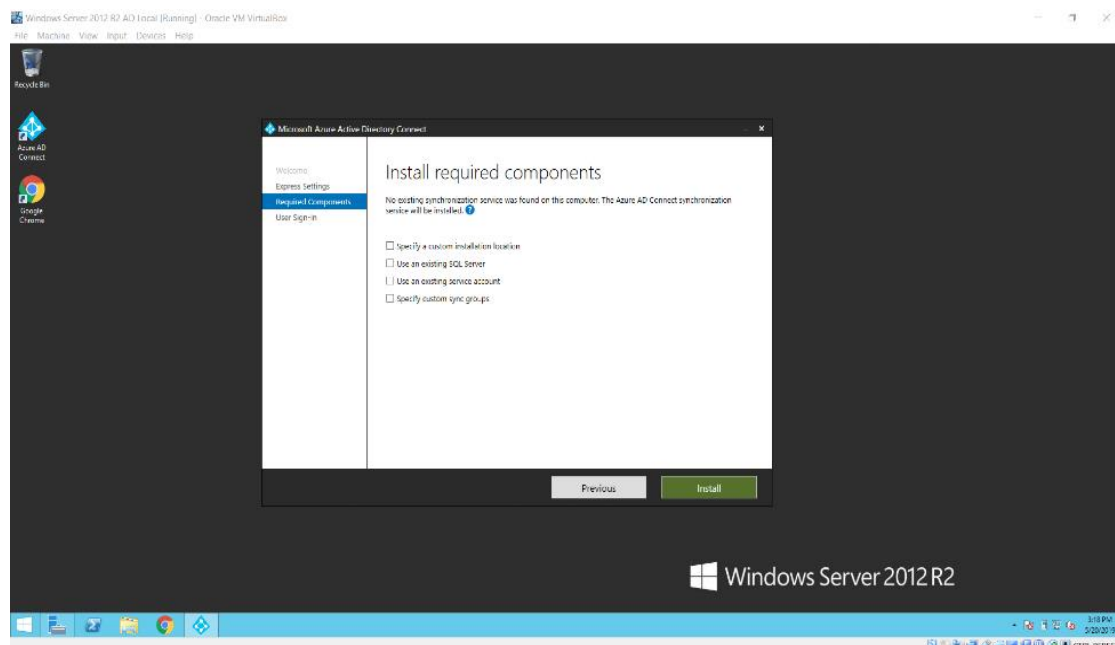 Windows Server 2012 R2 AD Local [Running] - Oracle VM VirtualBox
File Machine View Input Devices Help
Recycle Bin
Azure AD
Connect
Google
Chrome
Microsoft Azure Active Directory Connect
Welcome
Express Settings
Required Components
User Sign-In
Install required components
No existing synchronization service was found on this computer. The Azure AD Connect synchronization
service will be installed. ?
Specify a custom installation location
Use an existing SQL Server
Use an existing service account
Specify custom sync groups
Previous
Install
Windows Server 2012 R2
3:18 PM
5/20/2019